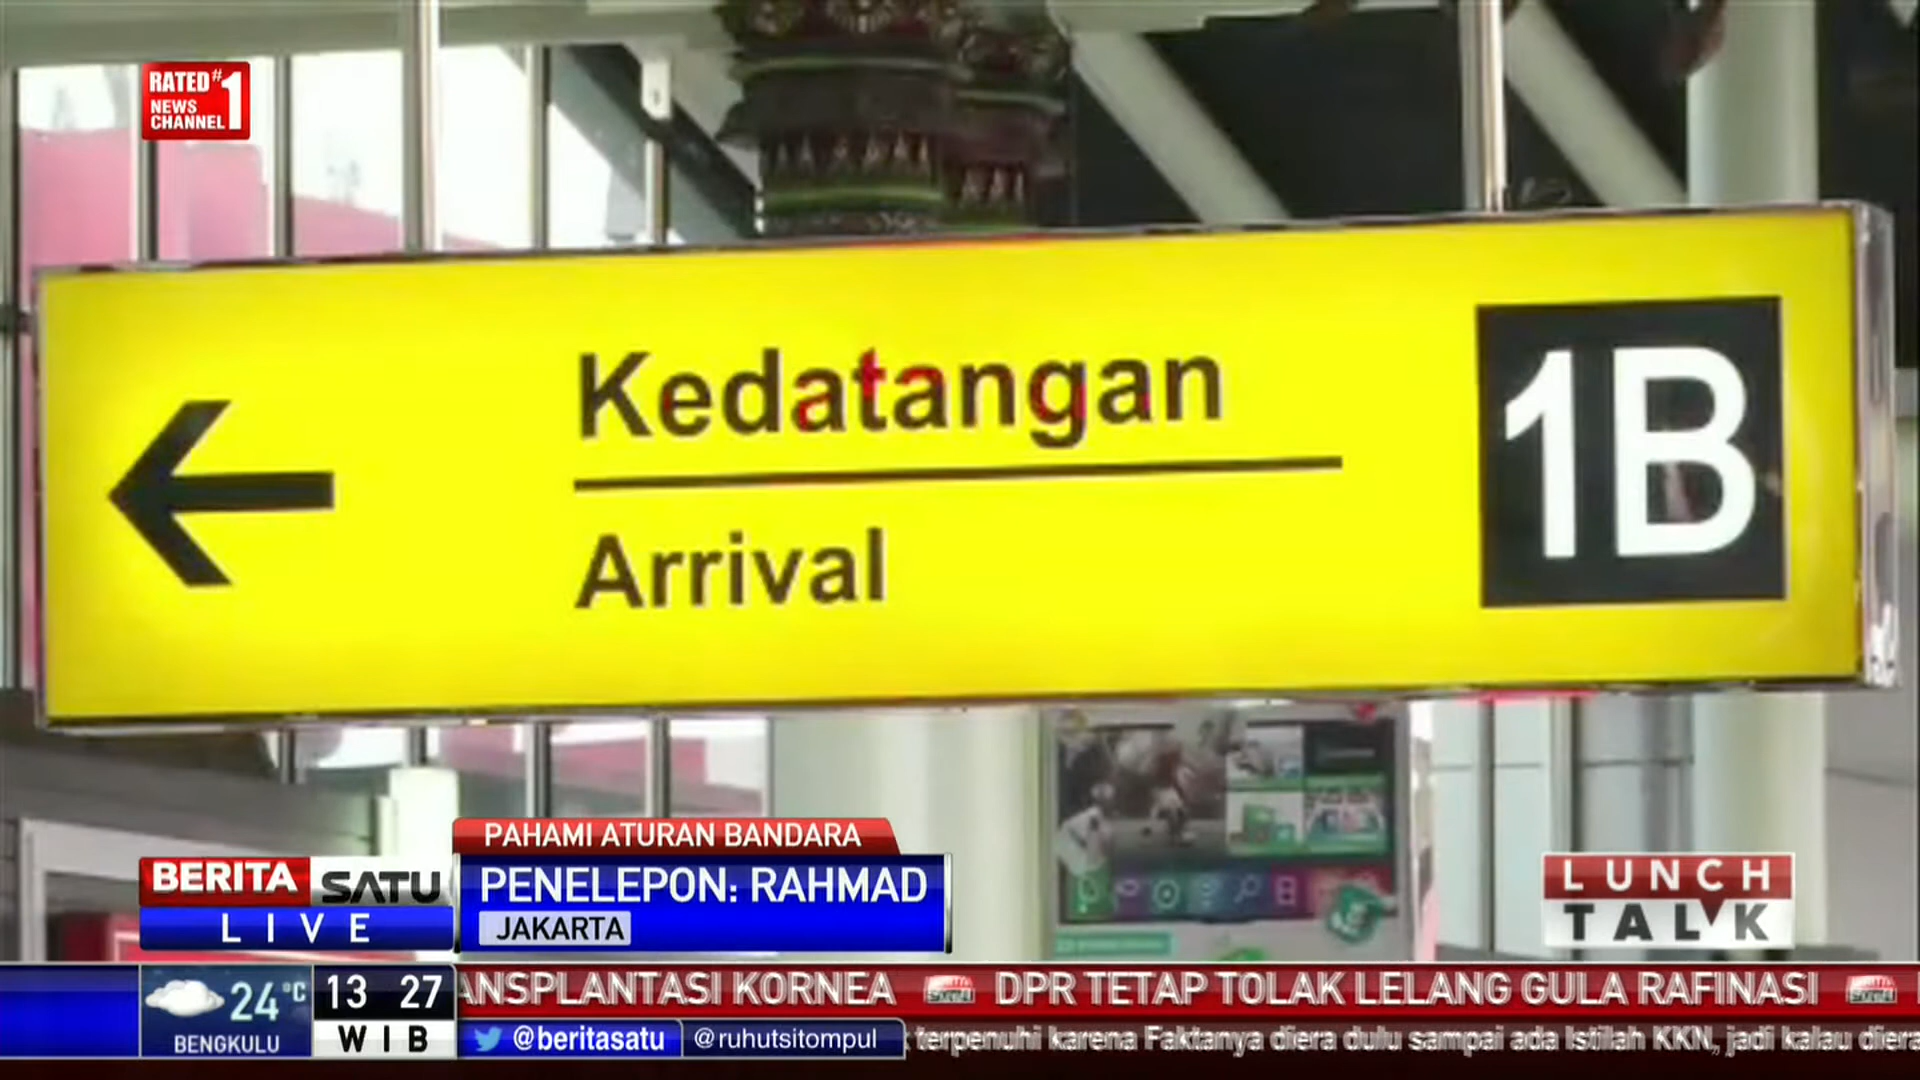 RATED #1
NEWS
CHANNEL
Kedatangan
Arrival
1B
PAHAMI ATURAN BANDARA
BERITA SATU
LIVE
PENELEPON: RAHMAD
JAKARTA
LUNCH
TALK
24°C
BENGKULU
13 27
WIB
ANSPLANTASI KORNEA
DPR TETAP TOLAK LELANG GULA RAFINASI
@beritasatu
@ruhutsitompul
terpenuhi karena Faktanya diera dulu sampai ada Istilah KKN, jadi kalau diera